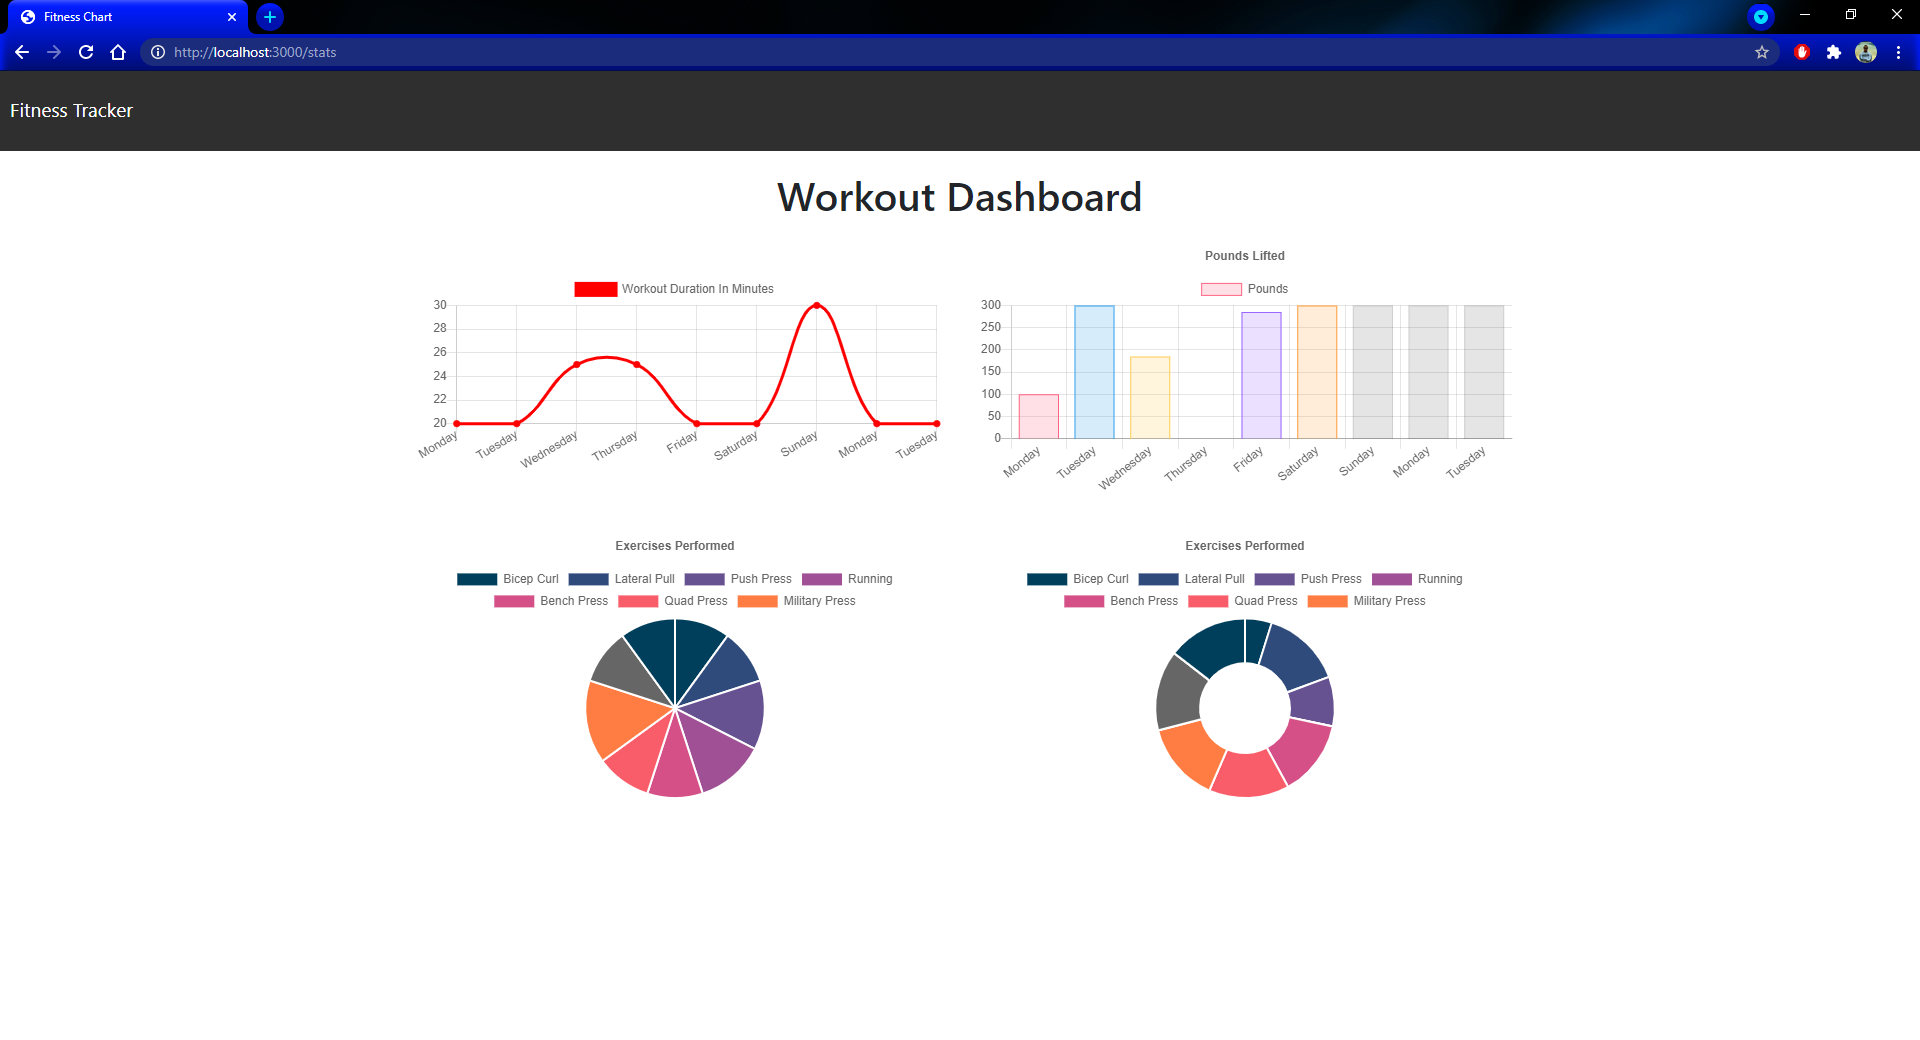 Fitness Chart
http://localhost:3000/stats
Fitness Tracker
Workout Dashboard
Workout Duration In Minutes
30
28
26
24
22
20
Monday Tuesday Wednesday Thursday Friday Saturday Sunday Monday Tuesday
Pounds Lifted
Pounds
300
250
200
150
100
50
0
Monday Tuesday Wednesday Thursday Friday Saturday Sunday Monday Tuesday
Exercises Performed
Bicep Curl Lateral Pull Push Press Running
Bench Press Quad Press Military Press
Exercises Performed
Bicep Curl Lateral Pull Push Press Running
Bench Press Quad Press Military Press